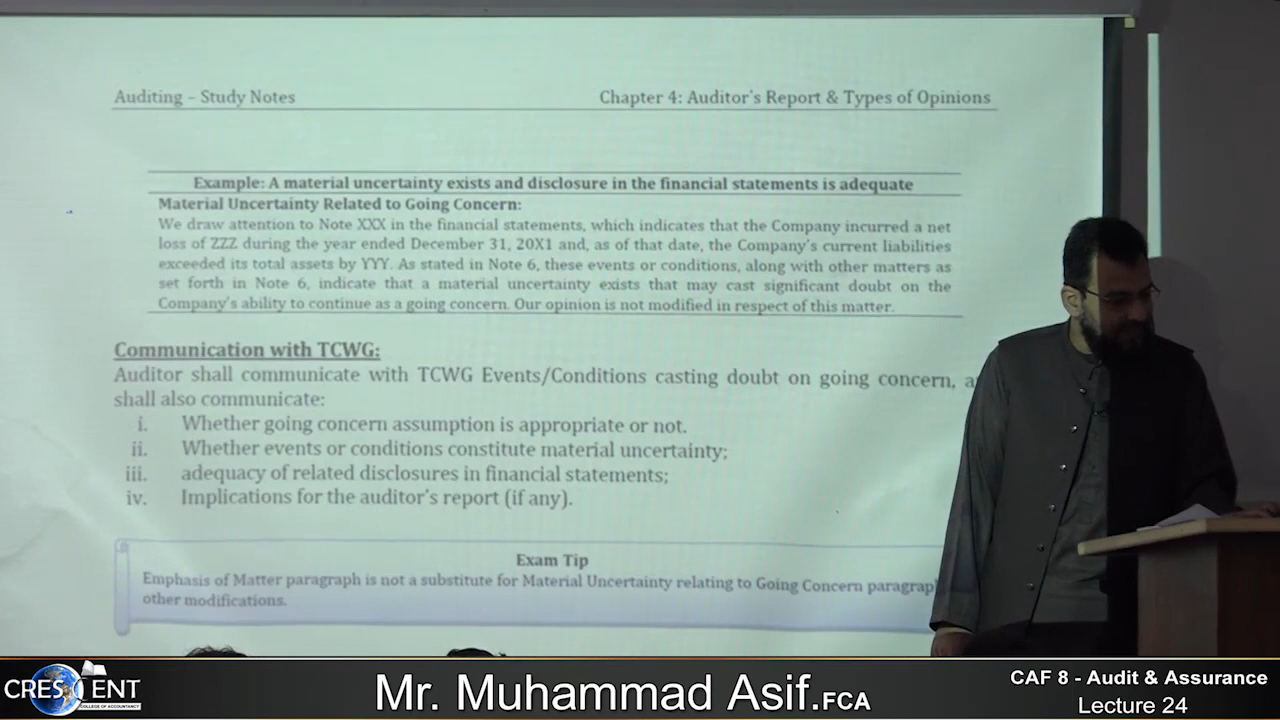 Auditing – Study Notes
Chapter 4: Auditor's Report & Types of Opinions
Example: A material uncertainty exists and disclosure in the financial statements is adequate
Material Uncertainty Related to Going Concern:
We draw attention to Note XXX in the financial statements, which indicates that the Company incurred a net
loss of ZZZ during the year ended December 31, 20X1 and, as of that date, the Company's current liabilities
exceeded its total assets by YYY. As stated in Note 6, these events or conditions, along with other matters as
set forth in Note 6, indicate that a material uncertainty exists that may cast significant doubt on the
Company's ability to continue as a going concern. Our opinion is not modified in respect of this matter.
Communication with TCWG:
Auditor shall communicate with TCWG Events/Conditions casting doubt on going concern,
shall also communicate:
i. Whether going concern assumption is appropriate or not.
ii. Whether events or conditions constitute material uncertainty;
iii. adequacy of related disclosures in financial statements;
iv. Implications for the auditor's report (if any).
Exam Tip
Emphasis of Matter paragraph is not a substitute for Material Uncertainty relating to Going Concern paragraph
other modifications.
CRESCENT
COLLEGE OF ACCOUNTANCY
Mr. Muhammad Asif.FCA
CAF 8 - Audit & Assurance
Lecture 24